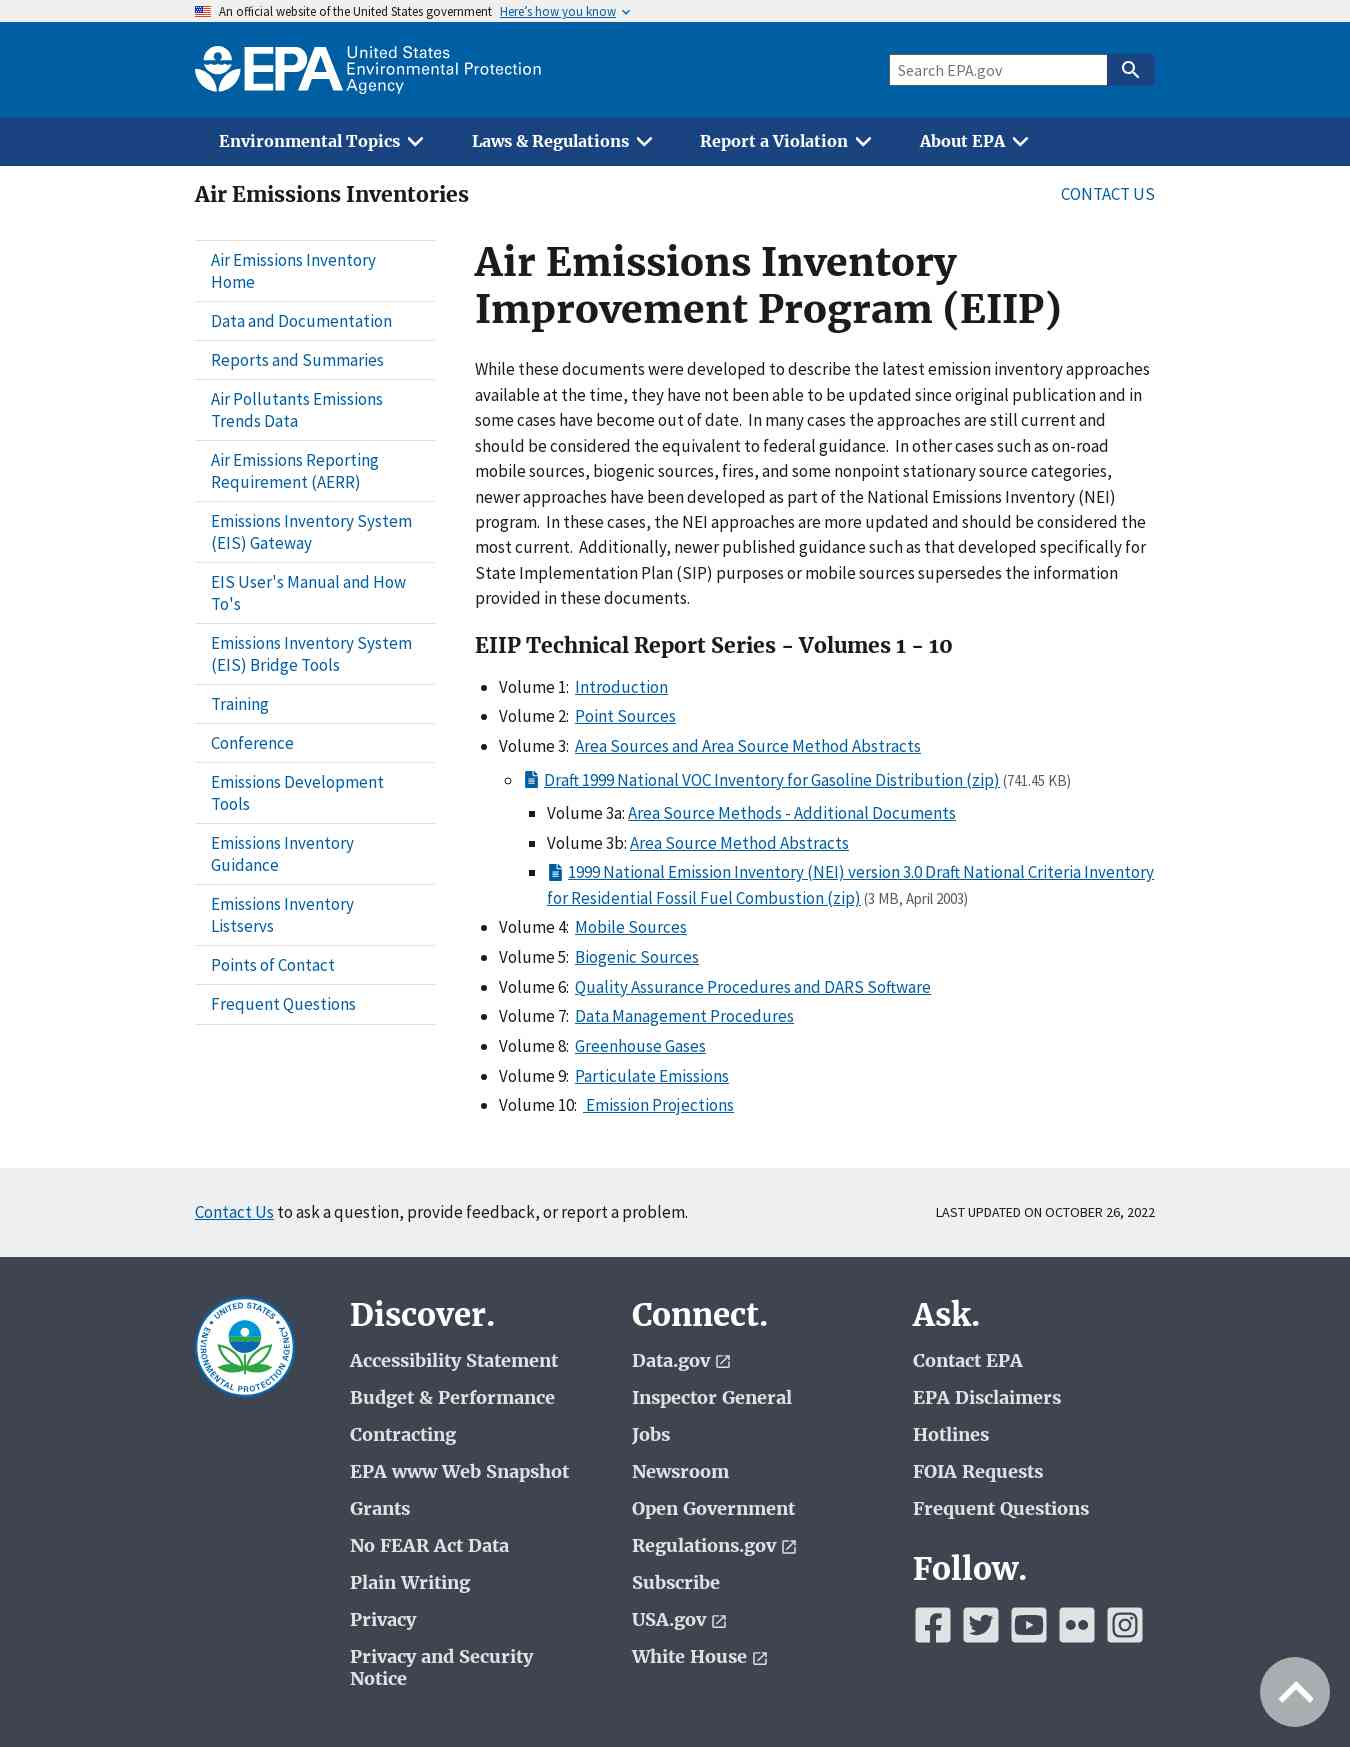 An official website of the United States government Here's how you know
EPA United States
Environmental Protection
Agency
Search EPA.gov
Environmental Topics Laws & Regulations Report a Violation About EPA
Air Emissions Inventories CONTACT US
Air Emissions Inventory
Home
Data and Documentation
Reports and Summaries
Air Pollutants Emissions
Trends Data
Air Emissions Reporting
Requirement (AERR)
Emissions Inventory System
(EIS) Gateway
EIS User's Manual and How
To's
Emissions Inventory System
(EIS) Bridge Tools
Training
Conference
Emissions Development
Tools
Emissions Inventory
Guidance
Emissions Inventory
Listservs
Points of Contact
Frequent Questions
Air Emissions Inventory
Improvement Program (EIIP)
While these documents were developed to describe the latest emission inventory approaches
available at the time, they have not been able to be updated since original publication and in
some cases have become out of date. In many cases the approaches are still current and
should be considered the equivalent to federal guidance. In other cases such as on-road
mobile sources, biogenic sources, fires, and some nonpoint stationary source categories,
newer approaches have been developed as part of the National Emissions Inventory (NEI)
program. In these cases, the NEI approaches are more updated and should be considered the
most current. Additionally, newer published guidance such as that developed specifically for
State Implementation Plan (SIP) purposes or mobile sources supersedes the information
provided in these documents.
EIIP Technical Report Series - Volumes 1 - 10
Volume 1: Introduction
Volume 2: Point Sources
Volume 3: Area Sources and Area Source Method Abstracts
Draft 1999 National VOC Inventory for Gasoline Distribution (zip) (741.45 KB)
Volume 3a: Area Source Methods - Additional Documents
Volume 3b: Area Source Method Abstracts
1999 National Emission Inventory (NEI) version 3.0 Draft National Criteria Inventory
for Residential Fossil Fuel Combustion (zip) (3 MB, April 2003)
Volume 4: Mobile Sources
Volume 5: Biogenic Sources
Volume 6: Quality Assurance Procedures and DARS Software
Volume 7: Data Management Procedures
Volume 8: Greenhouse Gases
Volume 9: Particulate Emissions
Volume 10: Emission Projections
Contact Us to ask a question, provide feedback, or report a problem. LAST UPDATED ON OCTOBER 26, 2022
UNITED STATES
ENVIRONMENTAL PROTECTION AGENCY
Discover.
Accessibility Statement
Budget & Performance
Contracting
EPA www Web Snapshot
Grants
No FEAR Act Data
Plain Writing
Privacy
Privacy and Security
Notice
Connect.
Data.gov
Inspector General
Jobs
Newsroom
Open Government
Regulations.gov
Subscribe
USA.gov
White House
Ask.
Contact EPA
EPA Disclaimers
Hotlines
FOIA Requests
Frequent Questions
Follow.